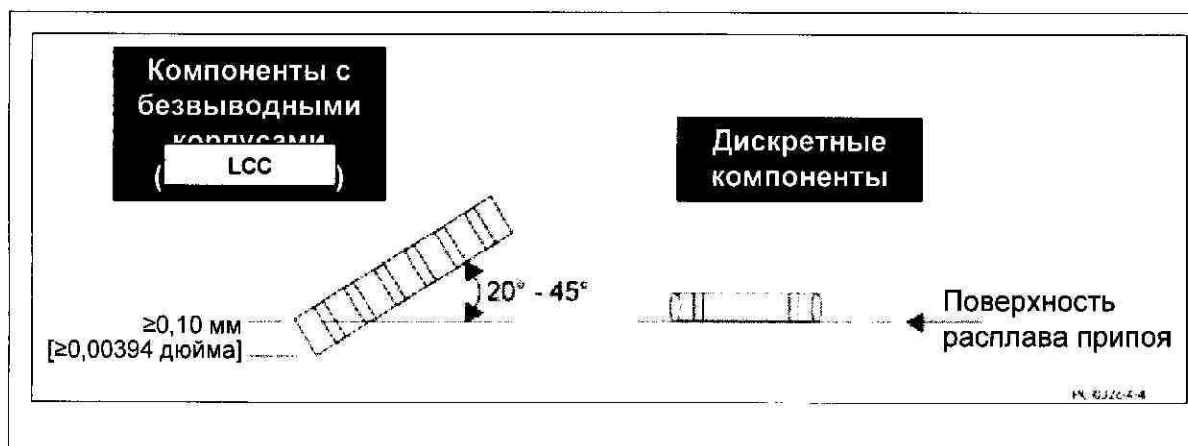 Компоненты с
безвыводными
корпусами
( LCC )
Дискретные
компоненты
20° - 45°
≥0,10 мм
[≥0,00394 дюйма]
Поверхность
расплава припоя